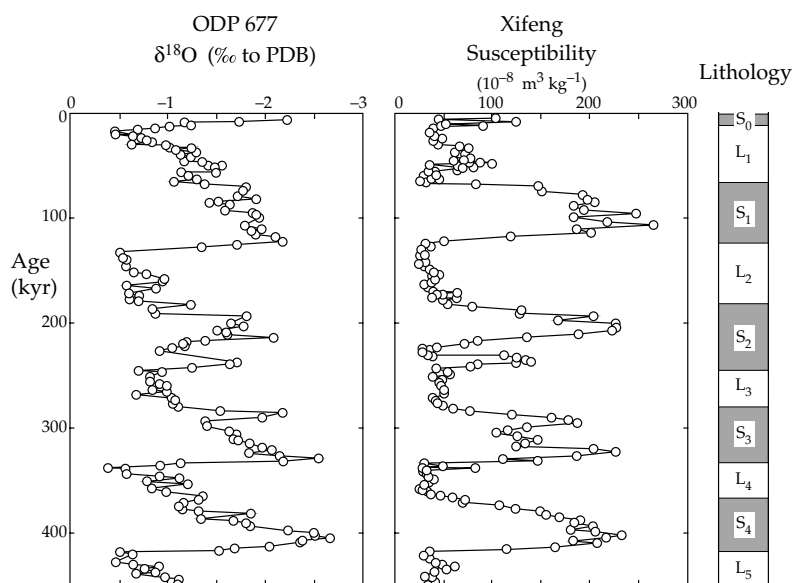 ODP 677
δ¹⁸O (‰ to PDB)
Xifeng
Susceptibility
(10⁻⁸ m³ kg⁻¹)
Lithology
0 –1 –2 –3
0 100 200 300
Age
(kyr)
0
100
200
300
400
S₀
L₁
S₁
L₂
S₂
L₃
S₃
L₄
S₄
L₅